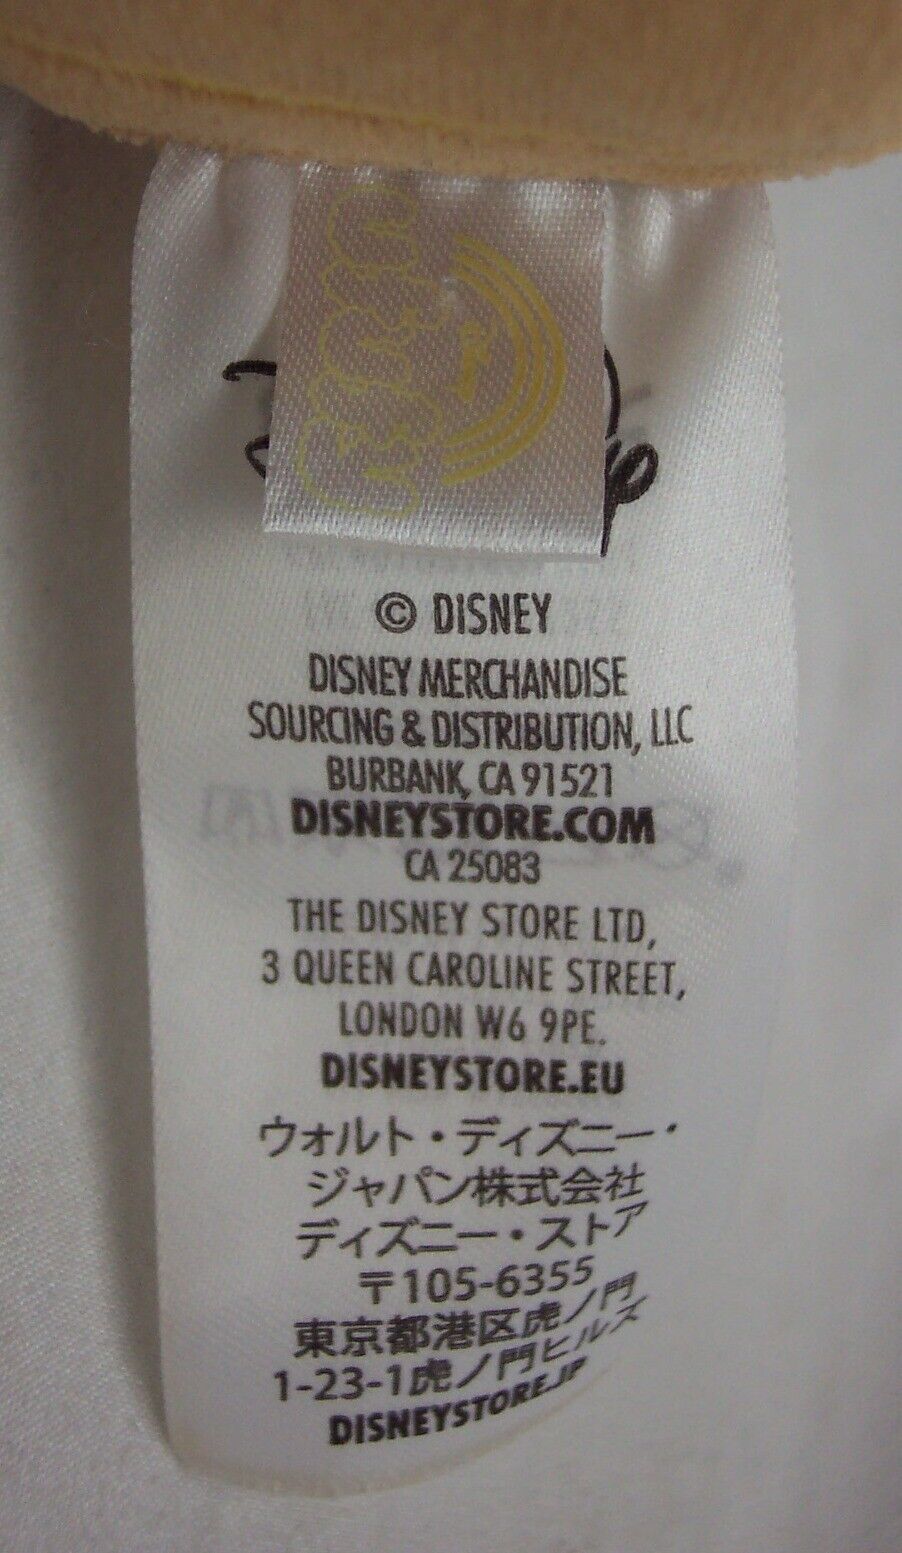 © DISNEY
DISNEY MERCHANDISE
SOURCING & DISTRIBUTION, LLC
BURBANK, CA 91521
DISNEYSTORE.COM
CA 25083
THE DISNEY STORE LTD,
3 QUEEN CAROLINE STREET,
LONDON W6 9PE.
DISNEYSTORE.EU
ウォルト・ディズニー・
ジャパン株式会社
ディズニー・ストア
〒105-6355
東京都港区虎ノ門
1-23-1虎ノ門ヒルズ
DISNEYSTORE.JP